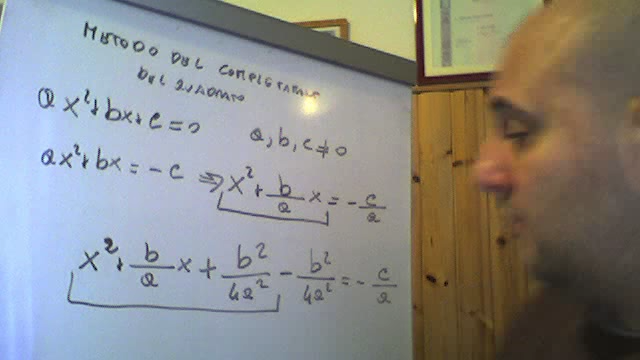 METODO DEL COMPLETAMENTO
DEL QUADRATO
ax²+bx+c=0 a,b,c≠0
ax²+bx=-c ⇒ x²+b/a x=-c/a
x²+b/a x+b²/4a²-b²/4a²=-c/a